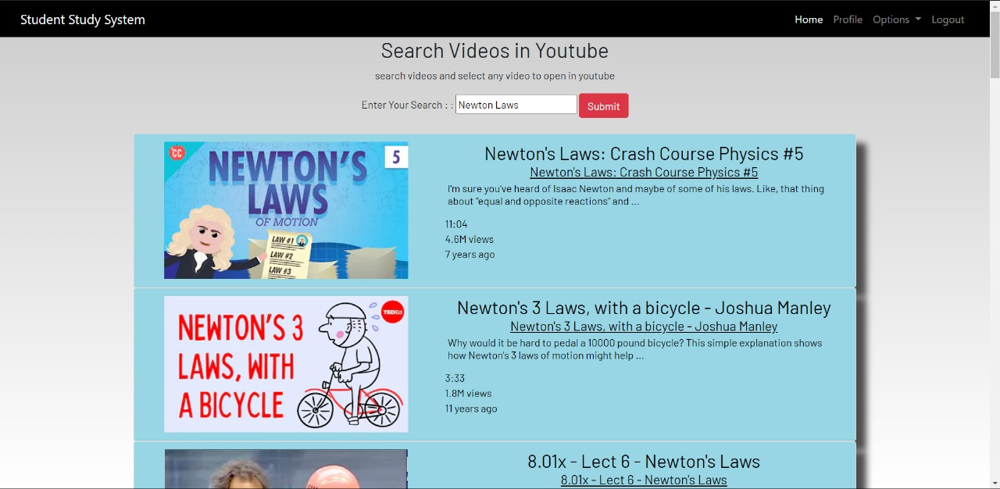 Student Study System
Home Profile Options Logout
Search Videos in Youtube
search videos and select any video to open in youtube
Enter Your Search : : Newton Laws Submit
CC
NEWTON'S
LAWS
OF MOTION
5
LAW #1
LAW #2
LAW #3
Newton's Laws: Crash Course Physics #5
Newton's Laws: Crash Course Physics #5
I'm sure you've heard of Isaac Newton and maybe of some of his laws. Like, that thing
about "equal and opposite reactions" and ...
11:04
4.6M views
7 years ago
NEWTON'S 3
LAWS, WITH
A BICYCLE
TEDEd
Newton's 3 Laws, with a bicycle - Joshua Manley
Newton's 3 Laws, with a bicycle - Joshua Manley
Why would it be hard to pedal a 10000 pound bicycle? This simple explanation shows
how Newton's 3 laws of motion might help ...
3:33
1.8M views
11 years ago
8.01x - Lect 6 - Newton's Laws
8.01x - Lect 6 - Newton's Laws